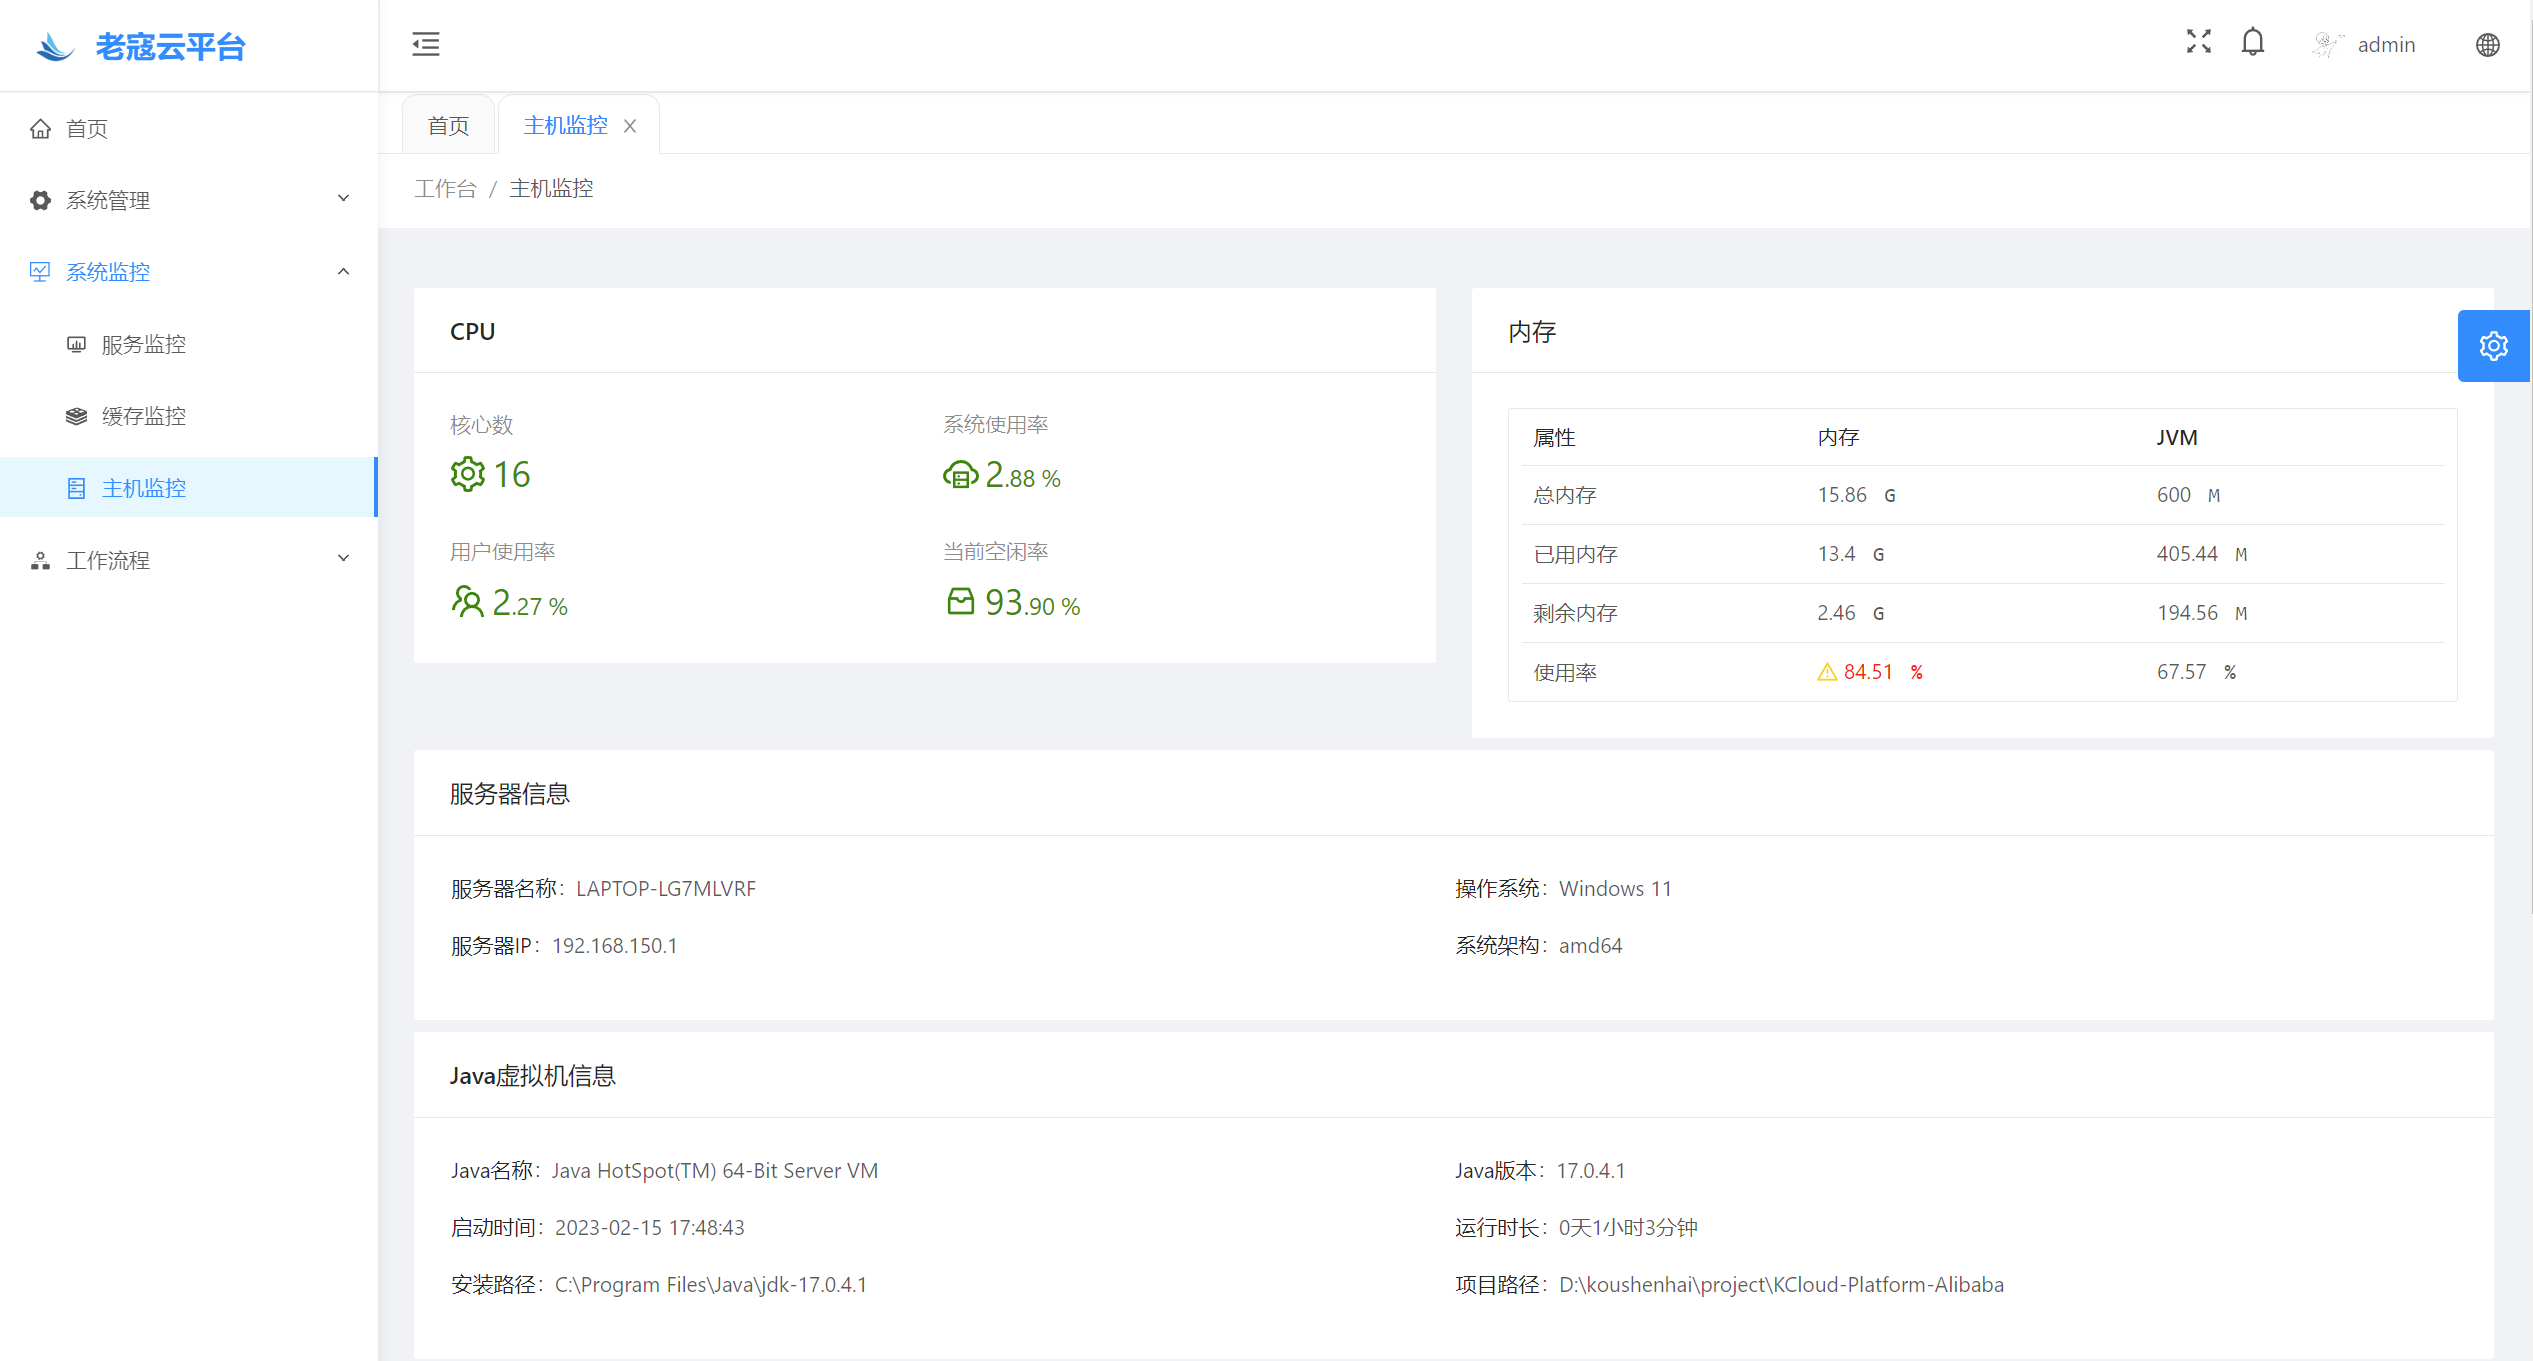 老寇云平台
admin
首页
系统管理
系统监控
服务监控
缓存监控
主机监控
工作流程
首页 主机监控
工作台 / 主机监控
CPU
核心数 系统使用率
16 2.88 %
用户使用率 当前空闲率
2.27 % 93.90 %
内存
属性 内存 JVM
总内存 15.86 G 600 M
已用内存 13.4 G 405.44 M
剩余内存 2.46 G 194.56 M
使用率 84.51 % 67.57 %
服务器信息
服务器名称：LAPTOP-LG7MLVRF 操作系统：Windows 11
服务器IP：192.168.150.1 系统架构：amd64
Java虚拟机信息
Java名称：Java HotSpot(TM) 64-Bit Server VM Java版本：17.0.4.1
启动时间：2023-02-15 17:48:43 运行时长：0天1小时3分钟
安装路径：C:\Program Files\Java\jdk-17.0.4.1 项目路径：D:\koushenhai\project\KCloud-Platform-Alibaba